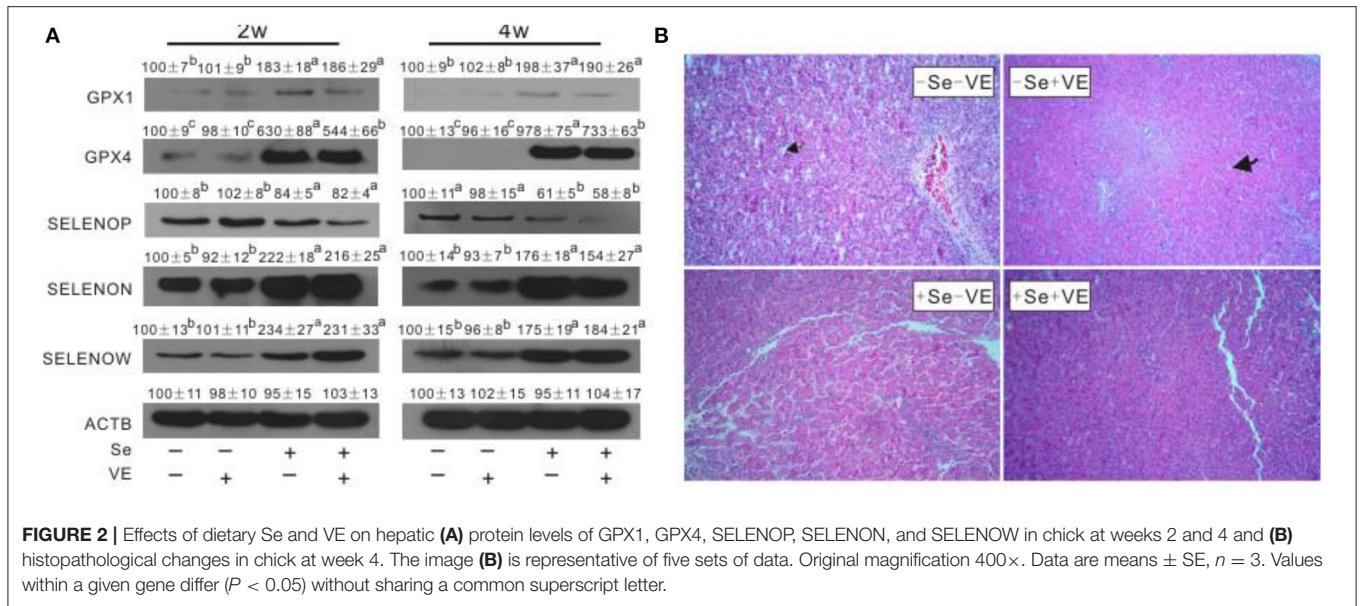 A
2w
4w
B
100±7b 101±9b 183±18a 186±29a
100±9b 102±8b 198±37a 190±26a
GPX1
100±9c 98±10c 630±88a 544±66b
100±13c 96±16c 978±75a 733±63b
GPX4
100±8b 102±8b 84±5a 82±4a
100±11a 98±15a 61±5b 58±8b
SELENOP
100±5b 92±12b 222±18a 216±25a
100±14b 93±7b 176±18a 154±27a
SELENON
100±13b 101±11b 234±27a 231±33a
100±15b 96±8b 175±19a 184±21a
SELENOW
100±11 98±10 95±15 103±13
100±13 102±15 95±11 104±17
ACTB
Se − − + + − − + +
VE − + − + − + − +
−Se−VE
−Se+VE
+Se−VE
+Se+VE
FIGURE 2 | Effects of dietary Se and VE on hepatic (A) protein levels of GPX1, GPX4, SELENOP, SELENON, and SELENOW in chick at weeks 2 and 4 and (B)
histopathological changes in chick at week 4. The image (B) is representative of five sets of data. Original magnification 400×. Data are means ± SE, n = 3. Values
within a given gene differ (P < 0.05) without sharing a common superscript letter.